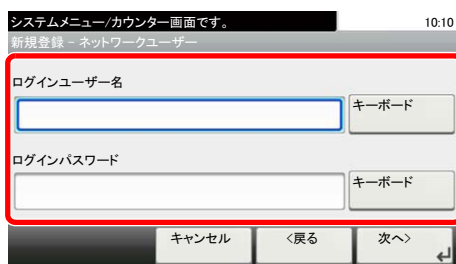 システムメニュー/カウンター画面です。 10:10
新規登録 - ネットワークユーザー
ログインユーザー名
キーボード
ログインパスワード
キーボード
キャンセル <戻る 次へ>